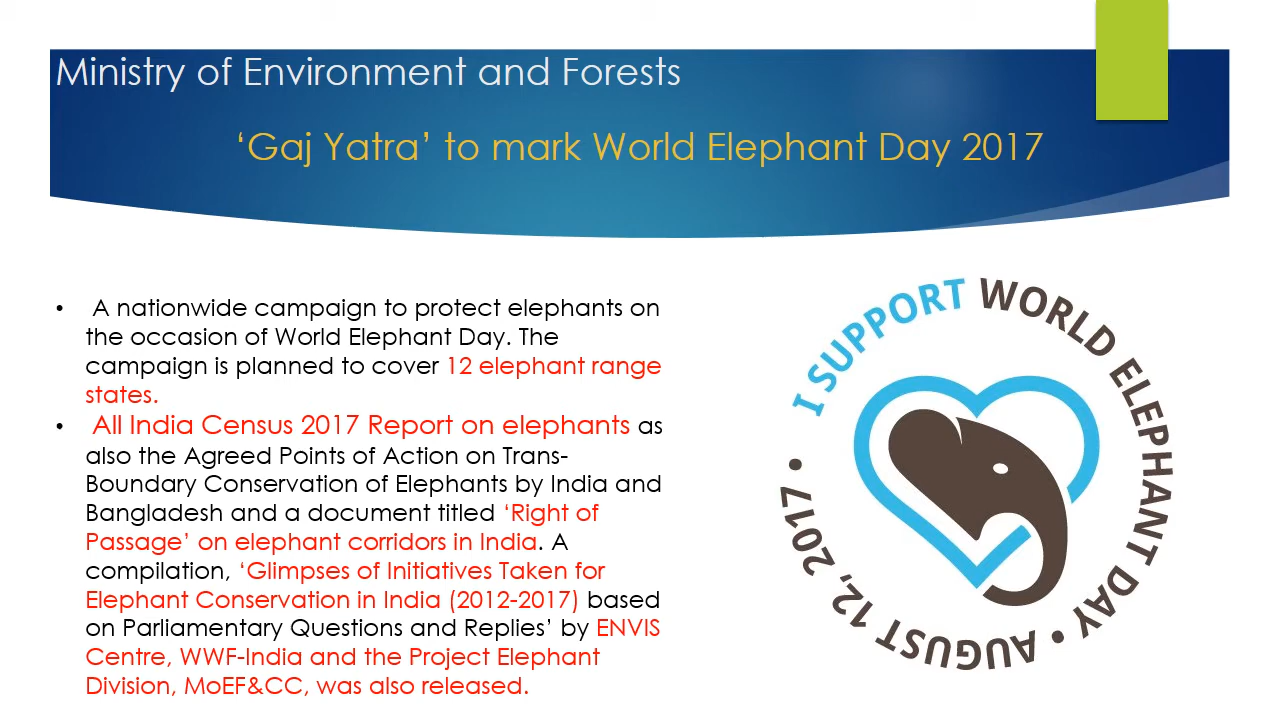 Ministry of Environment and Forests
‘Gaj Yatra’ to mark World Elephant Day 2017
• A nationwide campaign to protect elephants on
the occasion of World Elephant Day. The
campaign is planned to cover 12 elephant range
states.
• All India Census 2017 Report on elephants as
also the Agreed Points of Action on Trans-
Boundary Conservation of Elephants by India and
Bangladesh and a document titled ‘Right of
Passage’ on elephant corridors in India. A
compilation, ‘Glimpses of Initiatives Taken for
Elephant Conservation in India (2012-2017) based
on Parliamentary Questions and Replies’ by ENVIS
Centre, WWF-India and the Project Elephant
Division, MoEF&CC, was also released.
I SUPPORT WORLD ELEPHANT DAY • AUGUST 12, 2017 •